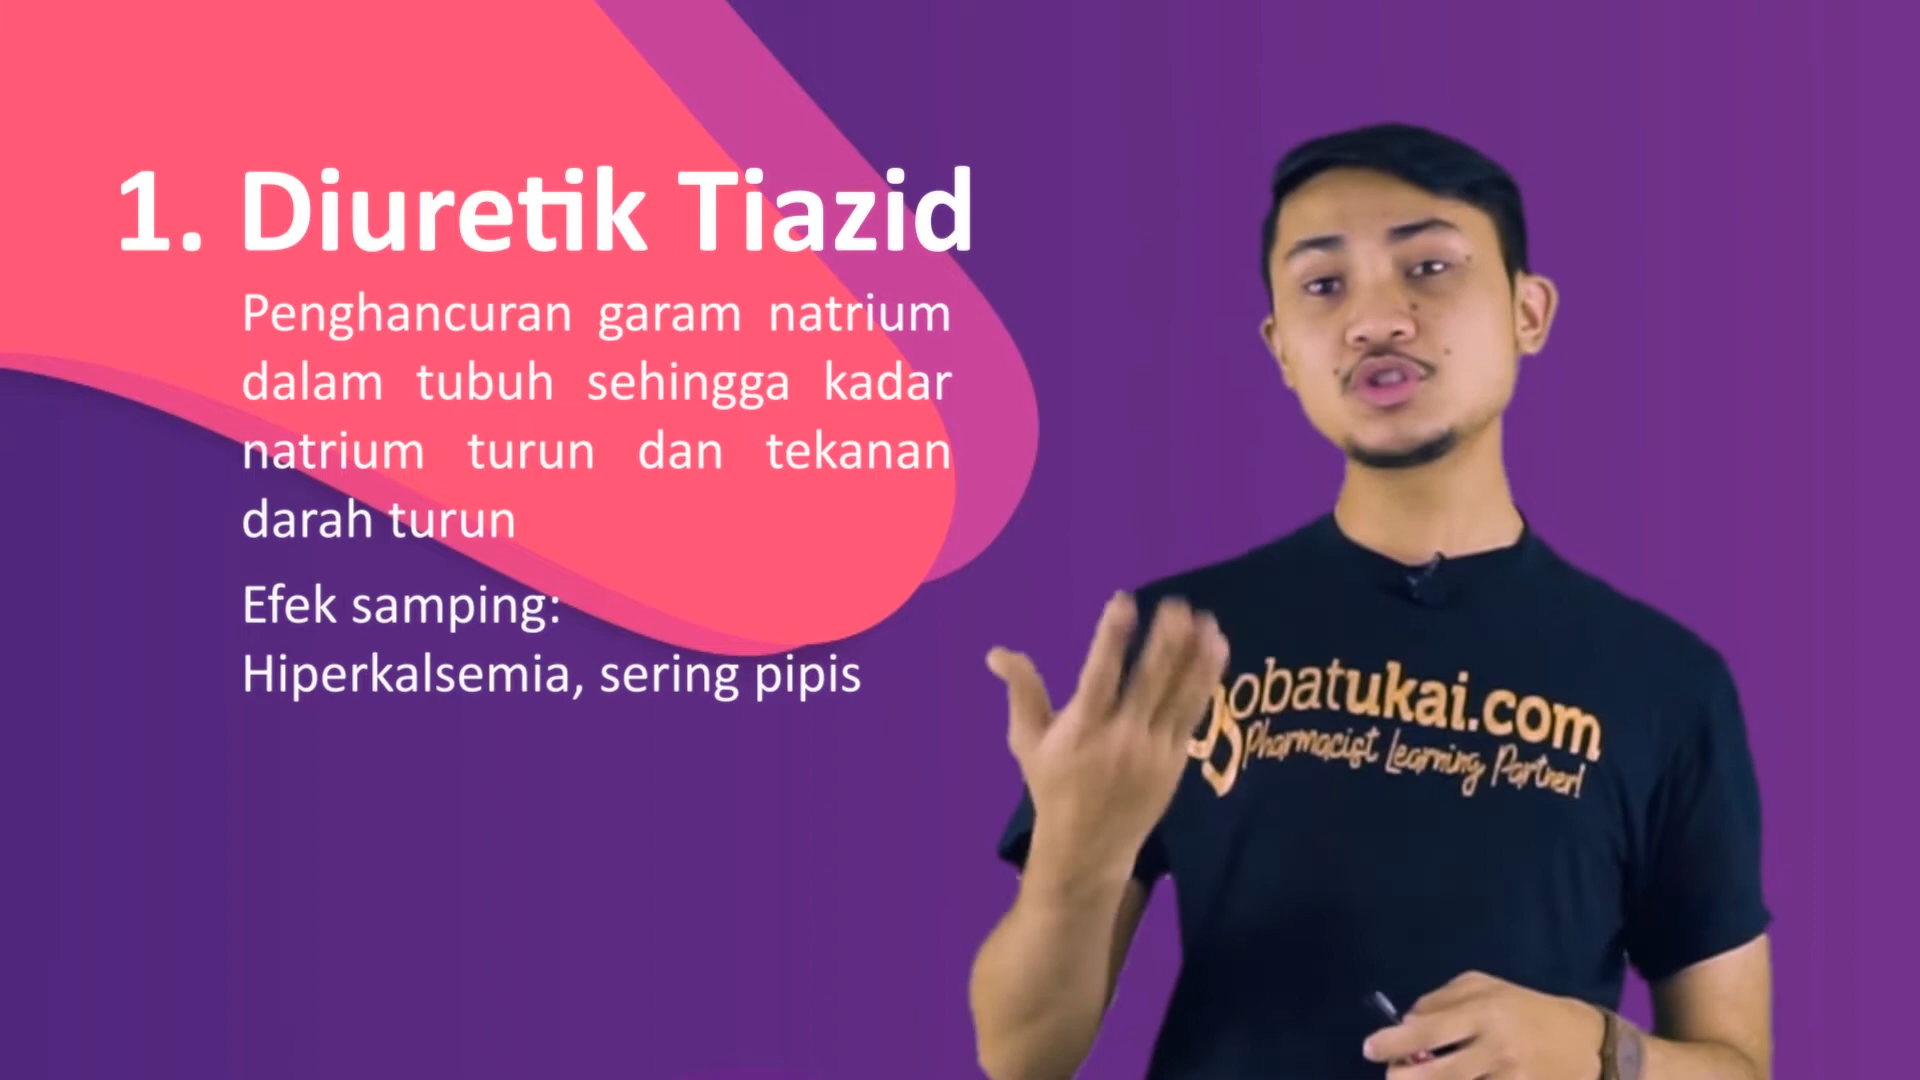 1. Diuretik Tiazid
Penghancuran garam natrium
dalam tubuh sehingga kadar
natrium turun dan tekanan
darah turun
Efek samping:
Hiperkalsemia, sering pipis
obatukai.com
Pharmacist Learning Partner!